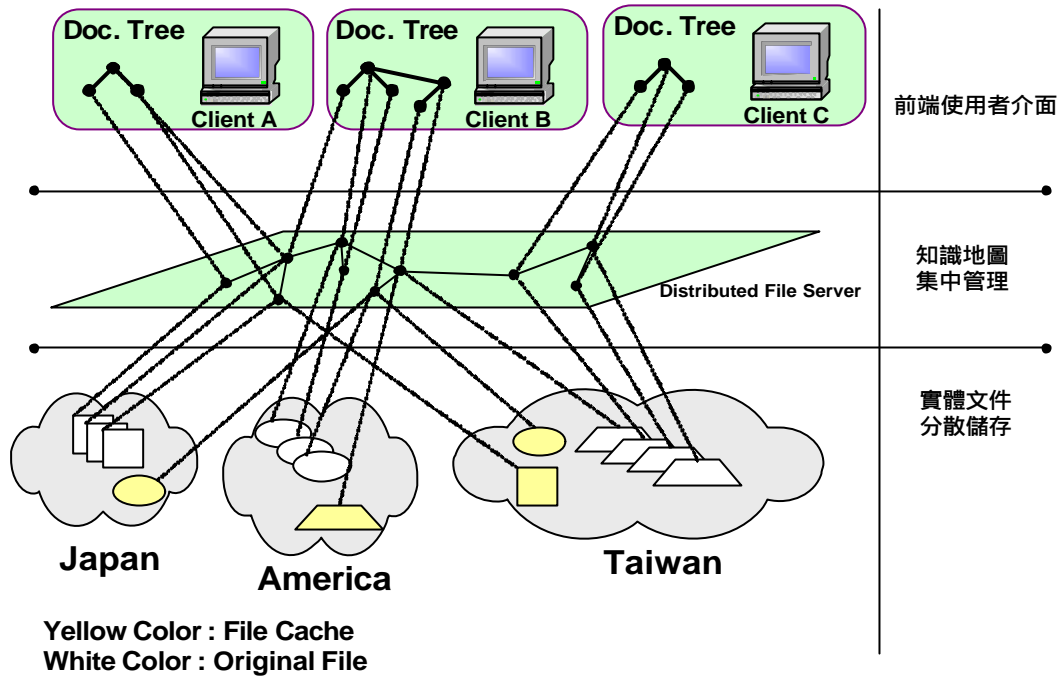 Doc. Tree
Client A
Doc. Tree
Client B
Doc. Tree
Client C
前端使用者介面
知識地圖
集中管理
Distributed File Server
實體文件
分散儲存
Japan
America
Taiwan
Yellow Color : File Cache
White Color : Original File